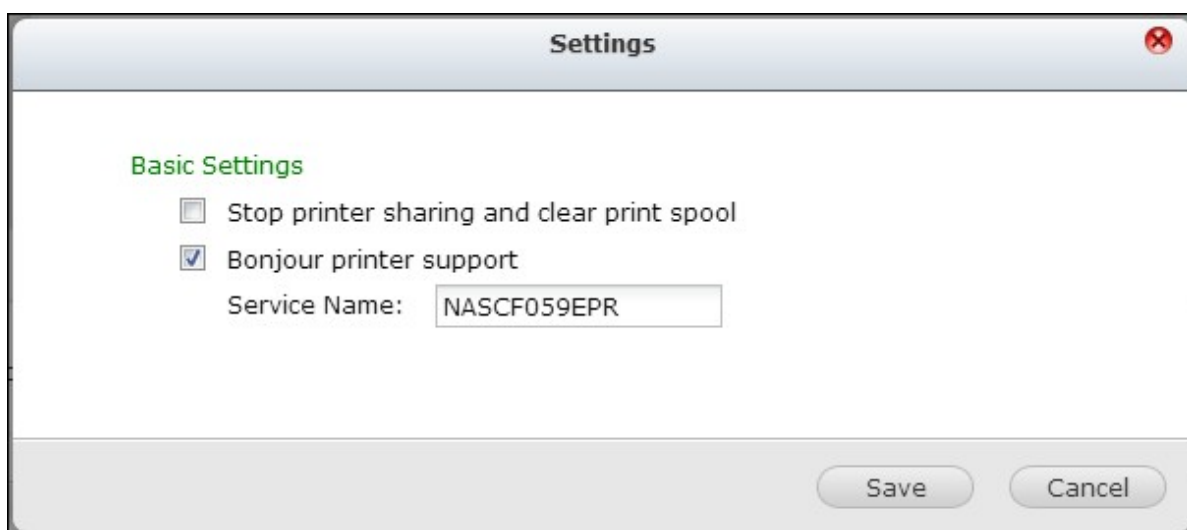 Settings
Basic Settings
Stop printer sharing and clear print spool
Bonjour printer support
Service Name: NASCF059EPR
Save Cancel